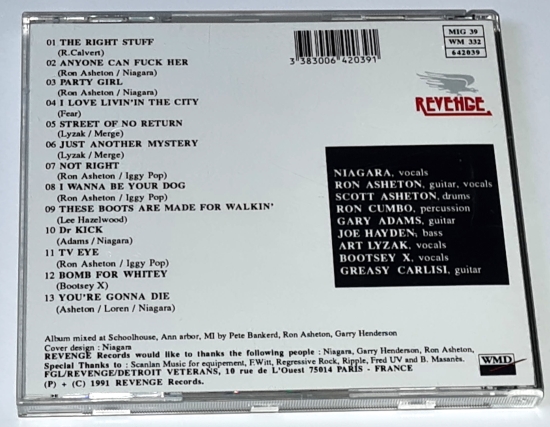 01 THE RIGHT STUFF
(R.Calvert)
02 ANYONE CAN FUCK HER
(Ron Asheton / Niagara)
03 PARTY GIRL
(Ron Asheton / Niagara)
04 I LOVE LIVIN'IN THE CITY
(Fear)
05 STREET OF NO RETURN
(Lyzak / Merge)
06 JUST ANOTHER MYSTERY
(Lyzak / Merge)
07 NOT RIGHT
(Ron Asheton / Iggy Pop)
08 I WANNA BE YOUR DOG
(Ron Asheton / Iggy Pop)
09 THESE BOOTS ARE MADE FOR WALKIN'
(Lee Hazelwood)
10 Dr KICK
(Adams / Niagara)
11 TV EYE
(Ron Asheton / Iggy Pop)
12 BOMB FOR WHITEY
(Bootsey X)
13 YOU'RE GONNA DIE
(Asheton / Loren / Niagara)
3 383006 420391
MIG 39
WM 332
642039
REVENGE
NIAGARA, vocals
RON ASHETON, guitar, vocals
SCOTT ASHETON, drums
RON CUMBO, percussion
GARY ADAMS, guitar
JOE HAYDEN, bass
ART LYZAK, vocals
BOOTSEY X, vocals
GREASY CARLISI, guitar
Album mixed at Schoolhouse, Ann arbor, MI by Pete Bankerd, Ron Asheton, Garry Henderson
Cover design : Niagara
REVENGE Records would like to thanks the following people : Niagara, Garry Henderson, Ron Asheton,
Special Thanks to : Scanlan Music for equipement, F.Witt, Regressive Rock, Ripple, Fred UV and B. Masanès.
FGL/REVENGE/DETROIT VETERANS, 10 rue de L'Ouest 75014 PARIS - FRANCE
(P) + (C) 1991 REVENGE Records.
WMD